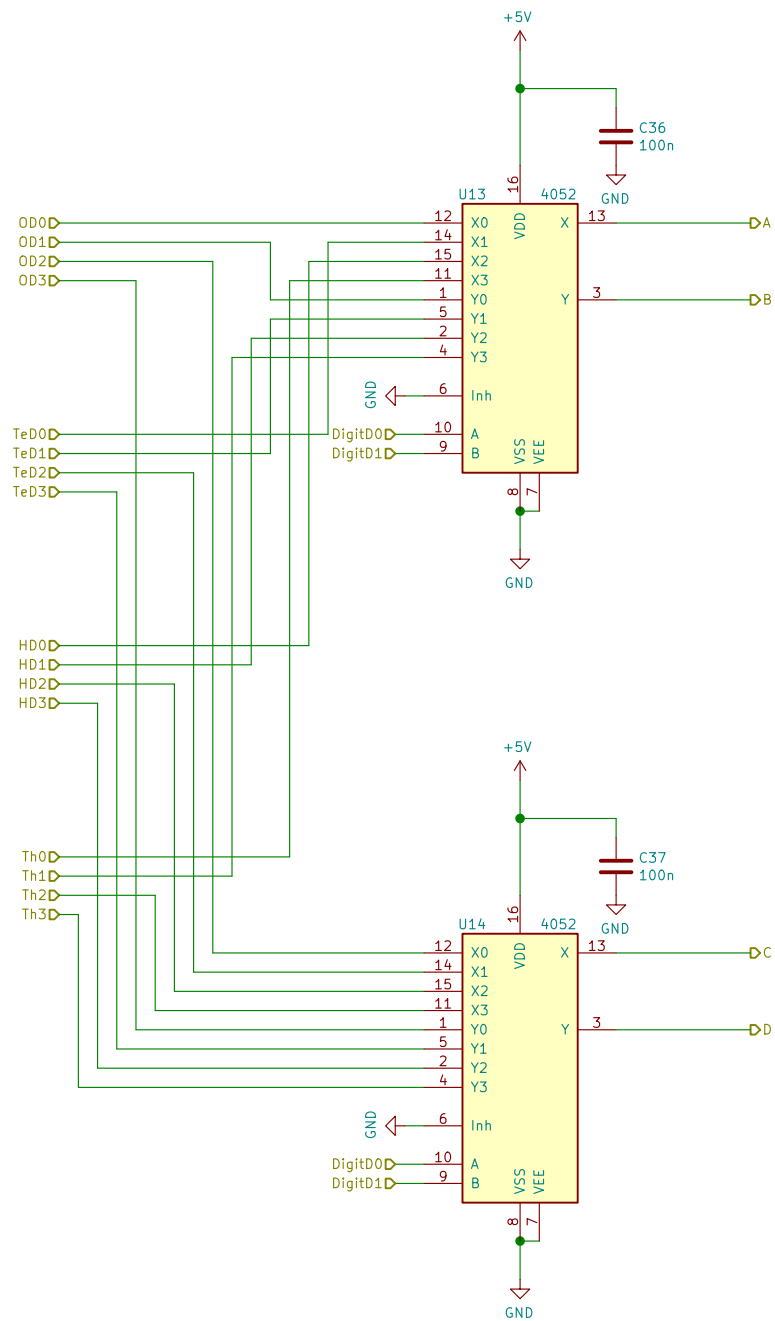 +5V
C36
100n
GND
16
U13
4052
VDD
OD0 12 X0 X 13 A
OD1 14 X1
OD2 15 X2
OD3 11 X3
1 Y0 Y 3 B
5 Y1
2 Y2
4 Y3
GND 6 Inh
TeD0 DigitD0 10 A
TeD1 DigitD1 9 B
TeD2
TeD3
VSS VEE
8 7
GND
HD0
HD1
HD2
HD3
+5V
C37
100n
GND
Th0
Th1
Th2
Th3
16
U14
4052
VDD
12 X0 X 13 C
14 X1
15 X2
11 X3
1 Y0 Y 3 D
5 Y1
2 Y2
4 Y3
GND 6 Inh
DigitD0 10 A
DigitD1 9 B
VSS VEE
8 7
GND